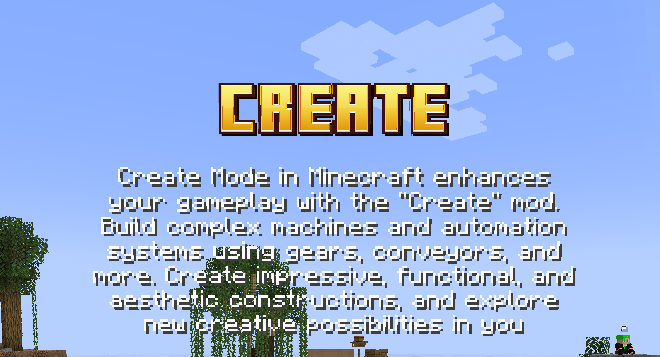 CREATE
Create Mode in Minecraft enhances
your gameplay with the "Create" mod.
Build complex machines and automation
systems using gears, conveyors, and
more. Create impressive, functional, and
aesthetic constructions, and explore
new creative possibilities in you